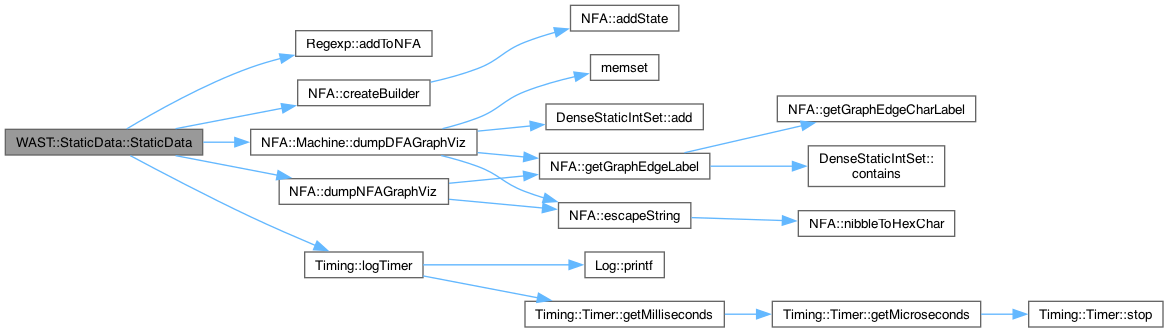 WAST::StaticData::StaticData
Regexp::addToNFA
NFA::createBuilder
NFA::addState
NFA::Machine::dumpDFAGraphViz
memset
DenseStaticIntSet::add
NFA::getGraphEdgeLabel
NFA::getGraphEdgeCharLabel
DenseStaticIntSet::
contains
NFA::dumpNFAGraphViz
NFA::escapeString
NFA::nibbleToHexChar
Timing::logTimer
Log::printf
Timing::Timer::getMilliseconds
Timing::Timer::getMicroseconds
Timing::Timer::stop